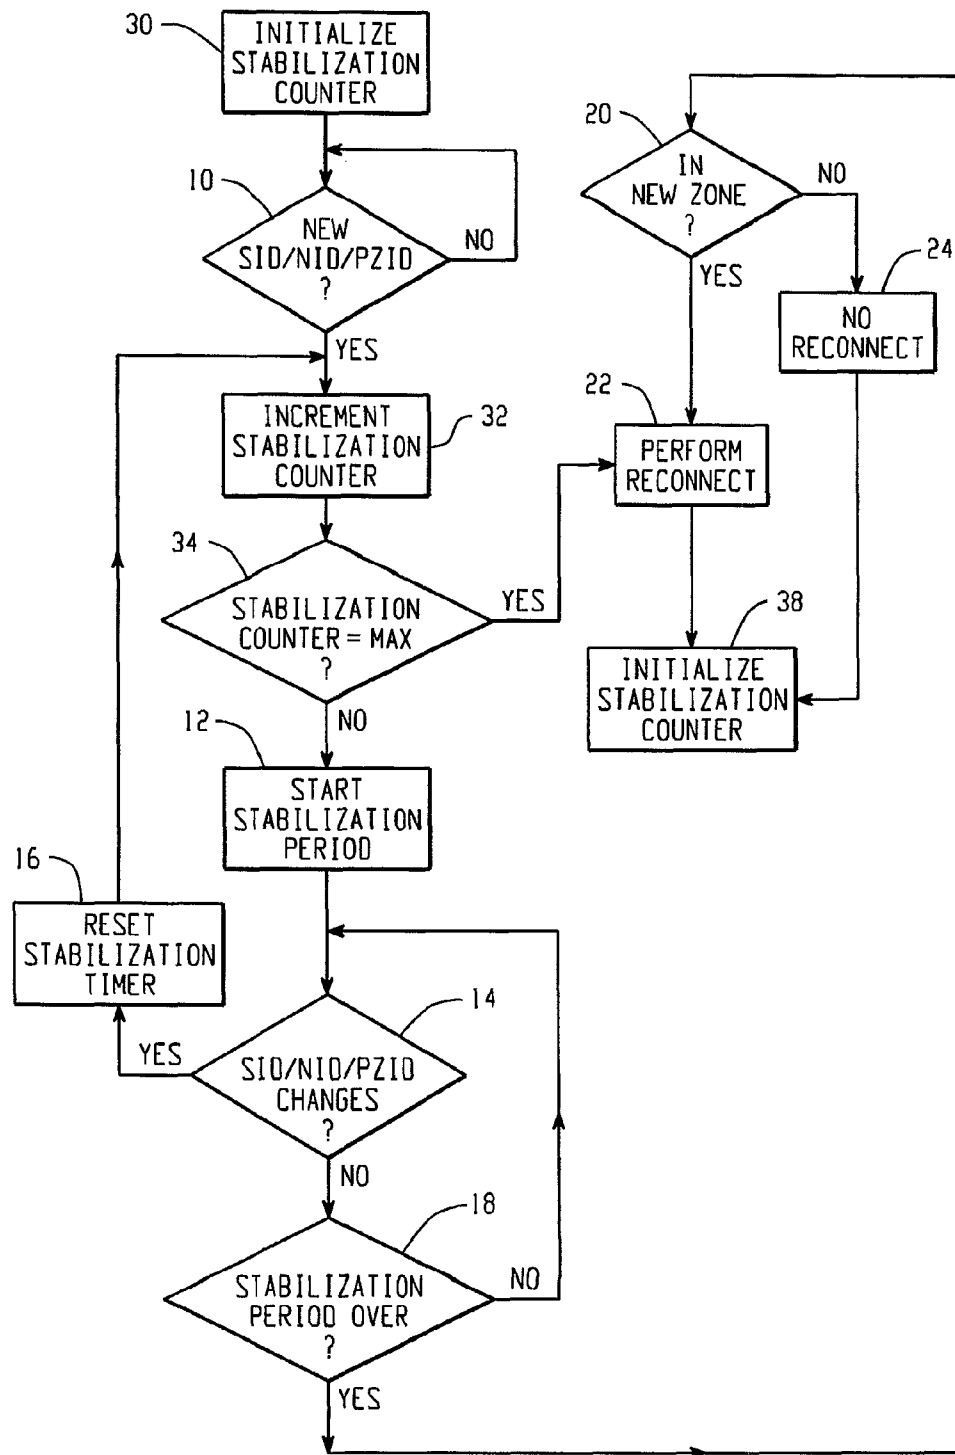 30
INITIALIZE
STABILIZATION
COUNTER
10
NEW
SID/NID/PZID
?
NO
YES
INCREMENT
STABILIZATION
COUNTER
32
34
STABILIZATION
COUNTER = MAX
?
YES
NO
12
START
STABILIZATION
PERIOD
16
RESET
STABILIZATION
TIMER
14
SID/NID/PZID
CHANGES
?
YES
NO
18
STABILIZATION
PERIOD OVER
?
NO
YES
20
IN
NEW ZONE
?
NO
YES
24
NO
RECONNECT
22
PERFORM
RECONNECT
38
INITIALIZE
STABILIZATION
COUNTER